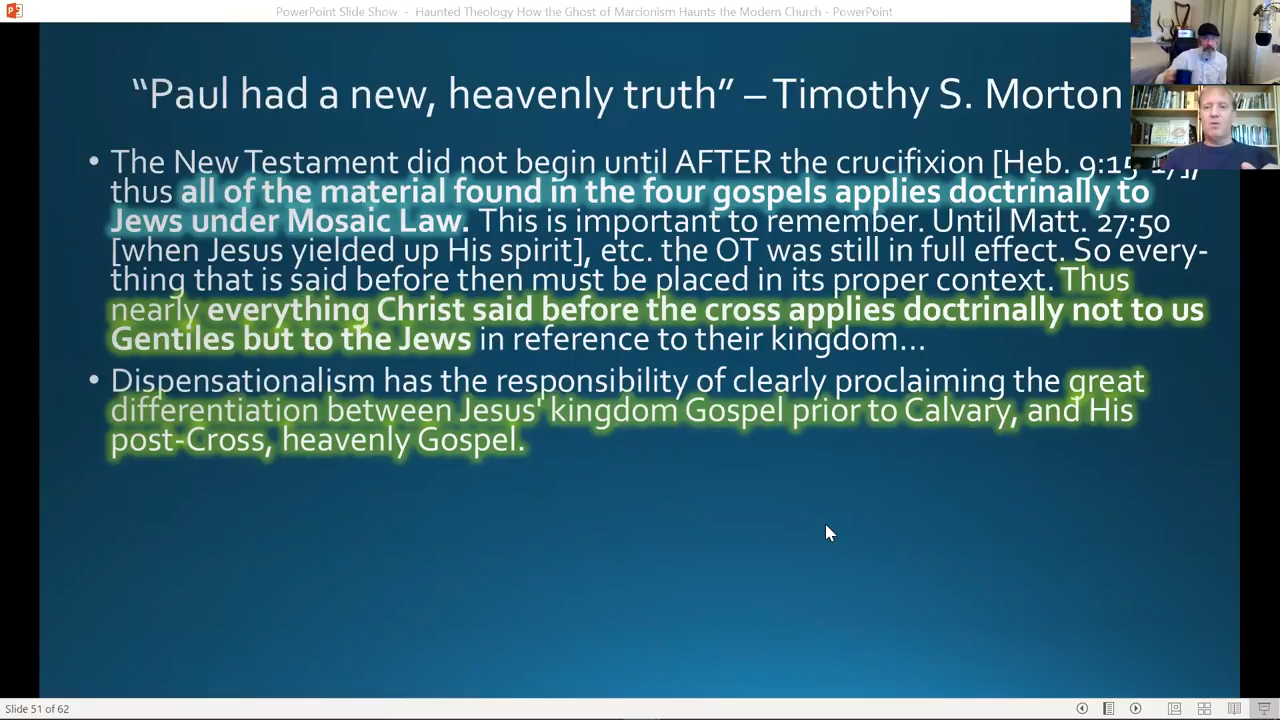 PowerPoint Slide Show - Haunted Theology How the Ghost of Marcionism Haunts the Modern Church - PowerPoint
“Paul had a new, heavenly truth” – Timothy S. Morton
• The New Testament did not begin until AFTER the crucifixion [Heb. 9:15-17],
thus all of the material found in the four gospels applies doctrinally to
Jews under Mosaic Law. This is important to remember. Until Matt. 27:50
[when Jesus yielded up His spirit], etc. the OT was still in full effect. So every-
thing that is said before then must be placed in its proper context. Thus
nearly everything Christ said before the cross applies doctrinally not to us
Gentiles but to the Jews in reference to their kingdom…
• Dispensationalism has the responsibility of clearly proclaiming the great
differentiation between Jesus' kingdom Gospel prior to Calvary, and His
post-Cross, heavenly Gospel.
Slide 51 of 62